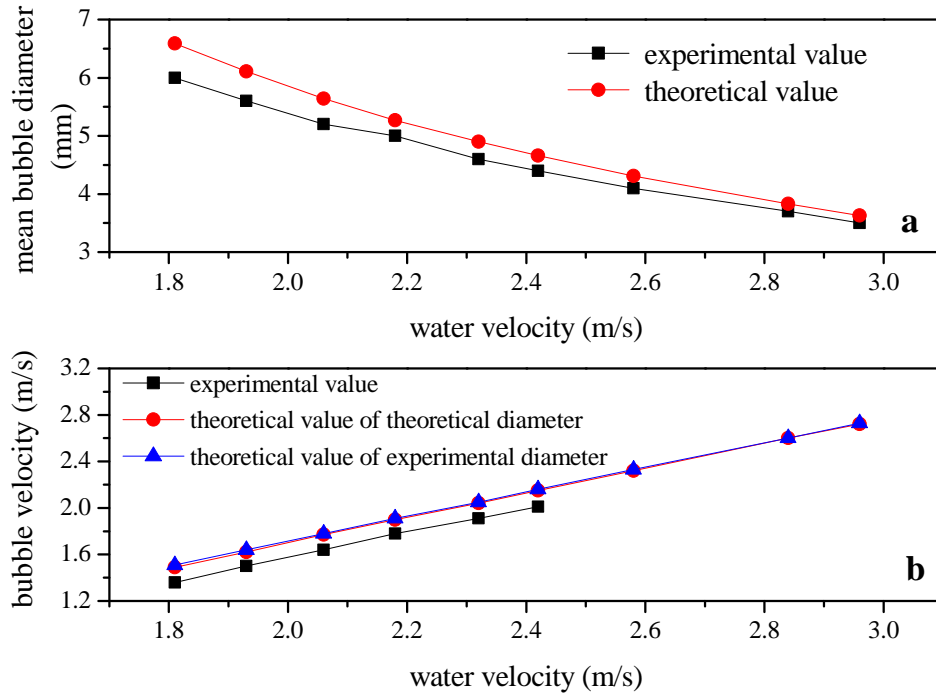 mean bubble diameter
(mm)
7
6
5
4
3
experimental value
theoretical value
a
1.8 2.0 2.2 2.4 2.6 2.8 3.0
water velocity (m/s)
bubble velocity (m/s)
3.2
2.8
2.4
2.0
1.6
1.2
experimental value
theoretical value of theoretical diameter
theoretical value of experimental diameter
b
1.8 2.0 2.2 2.4 2.6 2.8 3.0
water velocity (m/s)